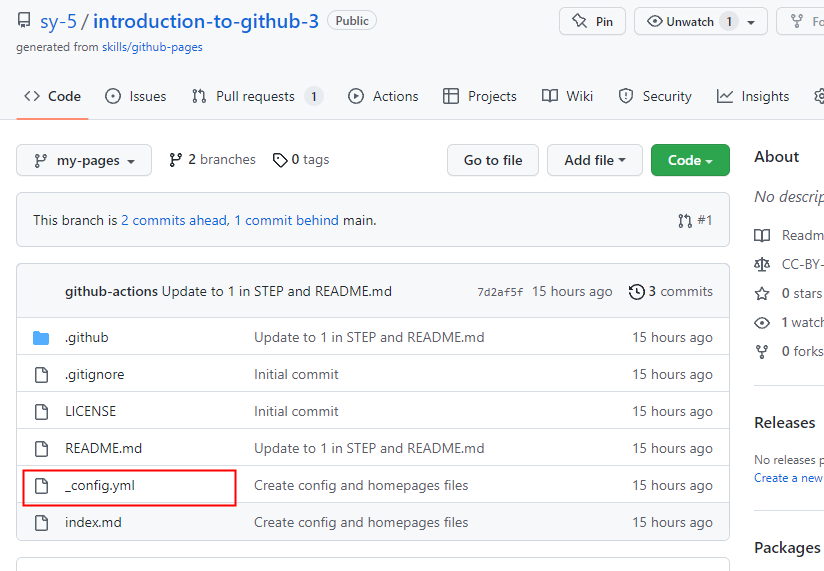 sy-5 / introduction-to-github-3 Public Pin Unwatch 1
generated from skills/github-pages
Code Issues Pull requests 1 Actions Projects Wiki Security Insights
my-pages 2 branches 0 tags Go to file Add file Code
About
No descrip
This branch is 2 commits ahead, 1 commit behind main. #1
Readm
CC-BY-
0 stars
1 watch
0 forks
github-actions Update to 1 in STEP and README.md 7d2af5f 15 hours ago 3 commits
.github Update to 1 in STEP and README.md 15 hours ago
.gitignore Initial commit 15 hours ago
LICENSE Initial commit 15 hours ago
README.md Update to 1 in STEP and README.md 15 hours ago
_config.yml Create config and homepages files 15 hours ago
index.md Create config and homepages files 15 hours ago
Releases
No releases p
Create a new
Packages